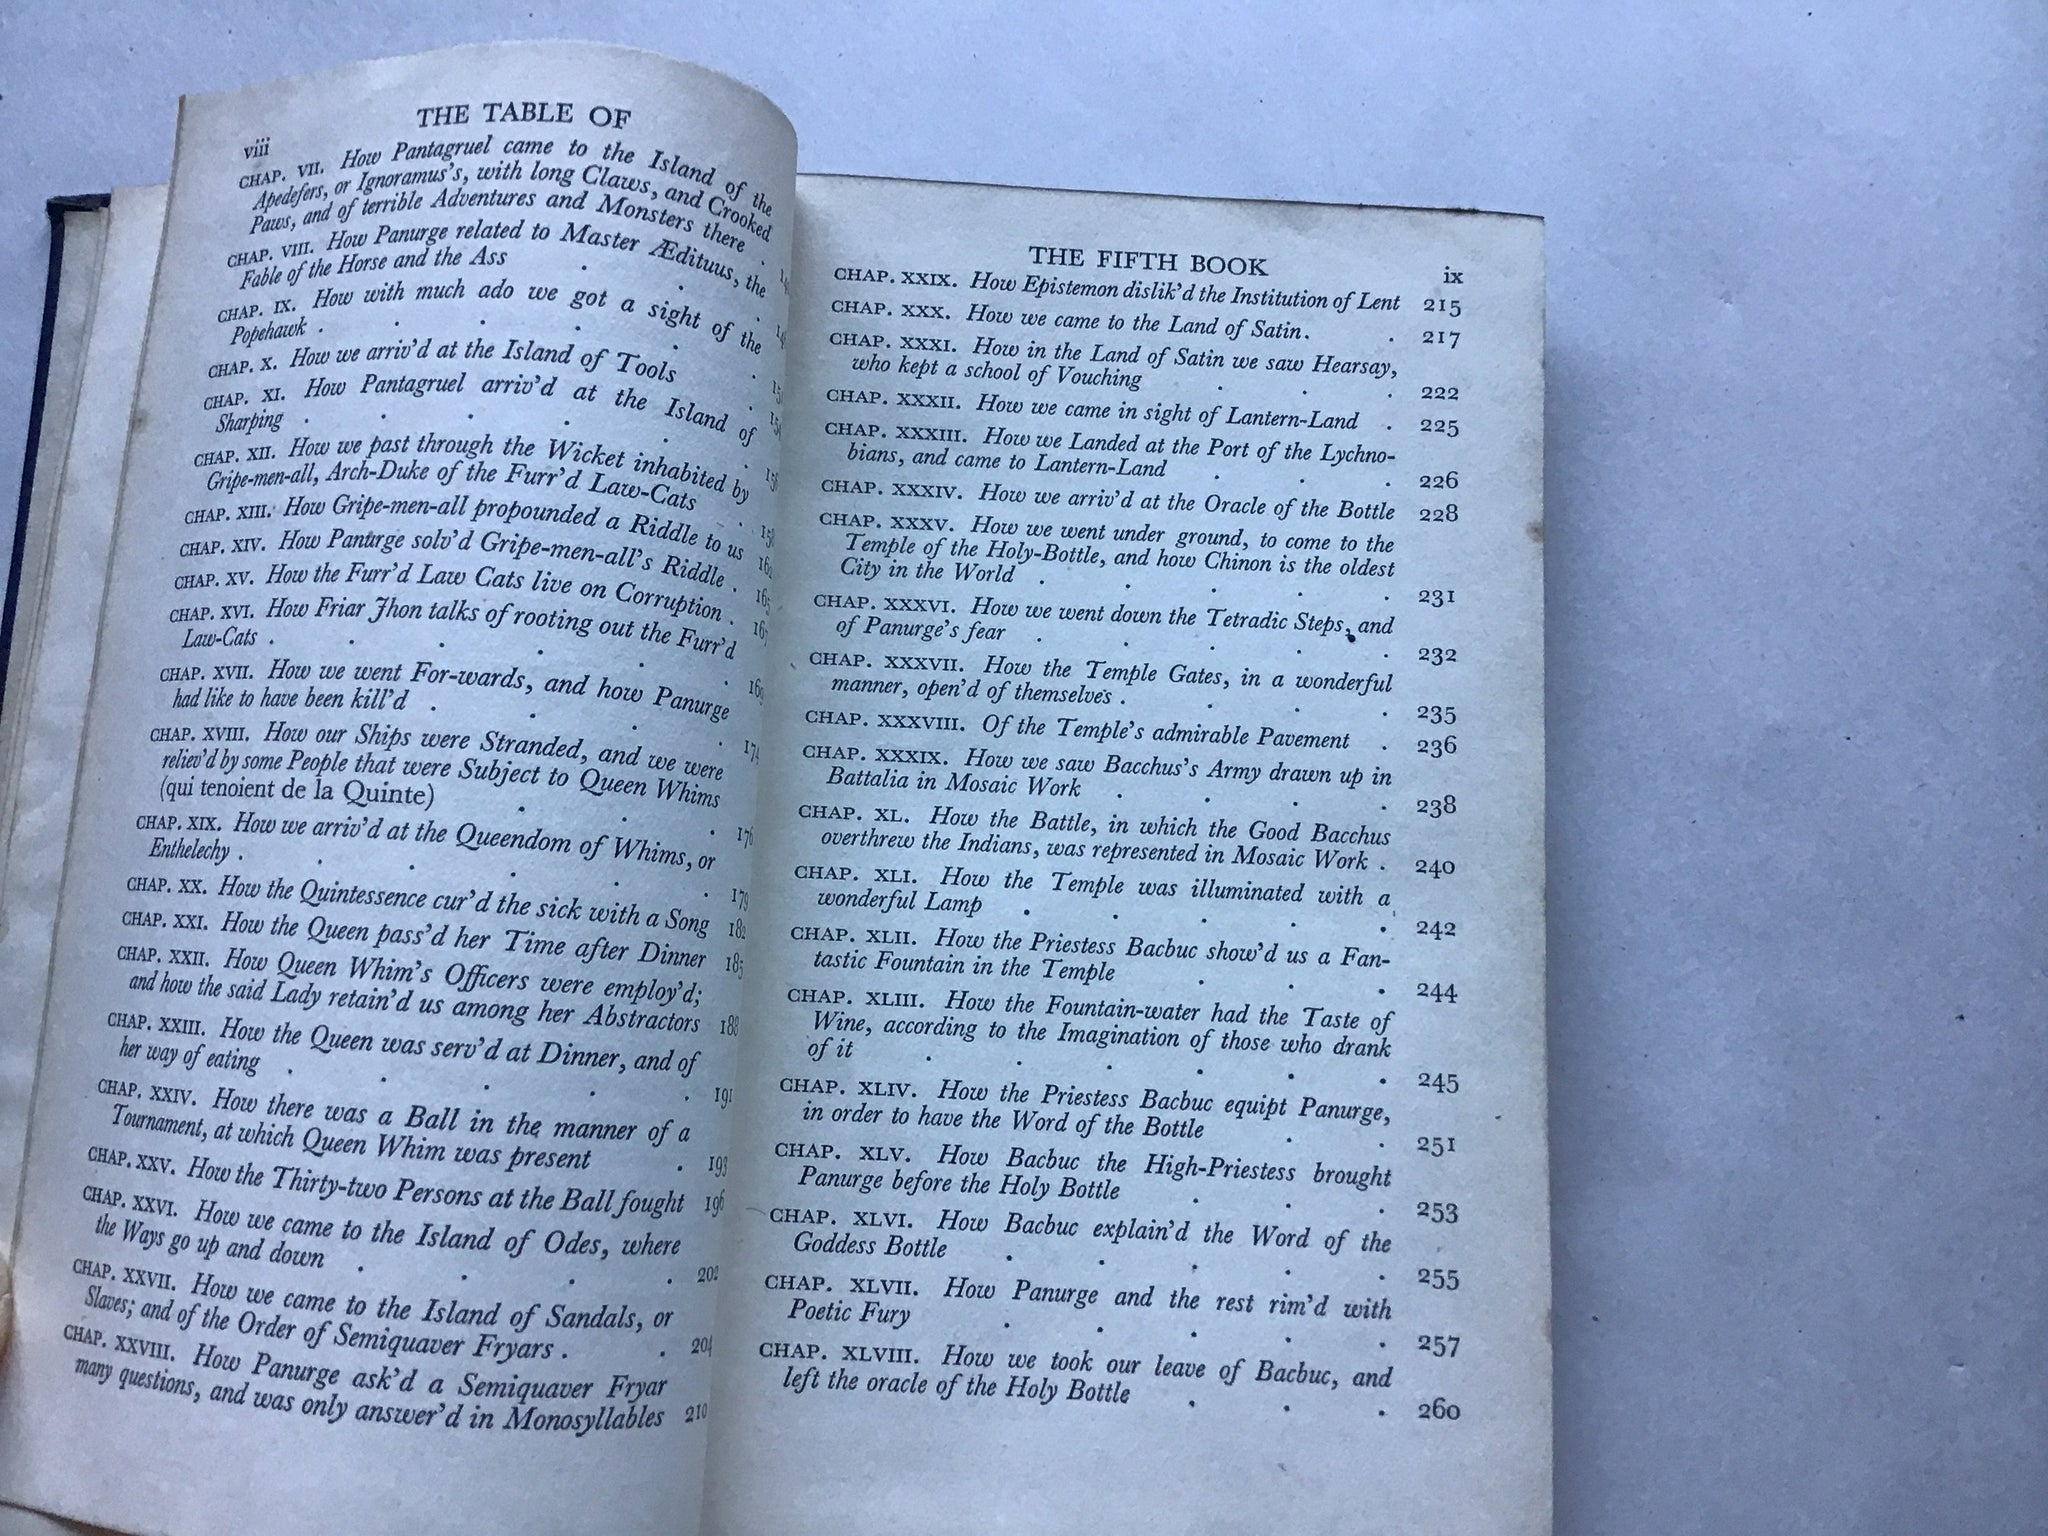 THE TABLE OF
viii
CHAP. VII. How Pantagruel came to the Island of the
Apedefers, or Ignoramus's, with long Claws, and Crooked
Paws, and of terrible Adventures and Monsters there .
CHAP. VIII. How Panurge related to Master Ædituus, the
Fable of the Horse and the Ass . . .
CHAP. IX. How with much ado we got a sight of the
Popehawk . . . . . .
CHAP. X. How we arriv'd at the Island of Tools .
CHAP. XI. How Pantagruel arriv'd at the Island of
Sharping . . . . . .
CHAP. XII. How we past through the Wicket inhabited by
Gripe-men-all, Arch-Duke of the Furr'd Law-Cats .
CHAP. XIII. How Gripe-men-all propounded a Riddle to us
CHAP. XIV. How Panurge solv'd Gripe-men-all's Riddle .
CHAP. XV. How the Furr'd Law Cats live on Corruption .
CHAP. XVI. How Friar Jhon talks of rooting out the Furr'd
Law-Cats . . . . . .
CHAP. XVII. How we went For-wards, and how Panurge
had like to have been kill'd . . . .
CHAP. XVIII. How our Ships were Stranded, and we were
reliev'd by some People that were Subject to Queen Whims
(qui tenoient de la Quinte) . . .
CHAP. XIX. How we arriv'd at the Queendom of Whims, or
Enthelechy . . . . . . 179
CHAP. XX. How the Quintessence cur'd the sick with a Song 182
CHAP. XXI. How the Queen pass'd her Time after Dinner 185
CHAP. XXII. How Queen Whim's Officers were employ'd;
and how the said Lady retain'd us among her Abstractors 188
CHAP. XXIII. How the Queen was serv'd at Dinner, and of
her way of eating . . . . . 191
CHAP. XXIV. How there was a Ball in the manner of a
Tournament, at which Queen Whim was present . 193
CHAP. XXV. How the Thirty-two Persons at the Ball fought 196
CHAP. XXVI. How we came to the Island of Odes, where
the Ways go up and down . . . . 202
CHAP. XXVII. How we came to the Island of Sandals, or
Slaves; and of the Order of Semiquaver Fryars . . 204
CHAP. XXVIII. How Panurge ask'd a Semiquaver Fryar
many questions, and was only answer'd in Monosyllables 210
THE FIFTH BOOK ix
CHAP. XXIX. How Epistemon dislik'd the Institution of Lent 215
CHAP. XXX. How we came to the Land of Satin. . 217
CHAP. XXXI. How in the Land of Satin we saw Hearsay,
who kept a school of Vouching . . . 222
CHAP. XXXII. How we came in sight of Lantern-Land . 225
CHAP. XXXIII. How we Landed at the Port of the Lychno-
bians, and came to Lantern-Land . . . 226
CHAP. XXXIV. How we arriv'd at the Oracle of the Bottle 228
CHAP. XXXV. How we went under ground, to come to the
Temple of the Holy-Bottle, and how Chinon is the oldest
City in the World . . . . . 231
CHAP. XXXVI. How we went down the Tetradic Steps, and
of Panurge's fear . . . . . 232
CHAP. XXXVII. How the Temple Gates, in a wonderful
manner, open'd of themselves . . . . 235
CHAP. XXXVIII. Of the Temple's admirable Pavement . 236
CHAP. XXXIX. How we saw Bacchus's Army drawn up in
Battalia in Mosaic Work . . . . 238
CHAP. XL. How the Battle, in which the Good Bacchus
overthrew the Indians, was represented in Mosaic Work . 240
CHAP. XLI. How the Temple was illuminated with a
wonderful Lamp . . . . . 242
CHAP. XLII. How the Priestess Bacbuc show'd us a Fan-
tastic Fountain in the Temple . . . 244
CHAP. XLIII. How the Fountain-water had the Taste of
Wine, according to the Imagination of those who drank
of it . . . . . . 245
CHAP. XLIV. How the Priestess Bacbuc equipt Panurge,
in order to have the Word of the Bottle . . 251
CHAP. XLV. How Bacbuc the High-Priestess brought
Panurge before the Holy Bottle . . . 253
CHAP. XLVI. How Bacbuc explain'd the Word of the
Goddess Bottle . . . . . 255
CHAP. XLVII. How Panurge and the rest rim'd with
Poetic Fury . . . . . 257
CHAP. XLVIII. How we took our leave of Bacbuc, and
left the oracle of the Holy Bottle . . . 260